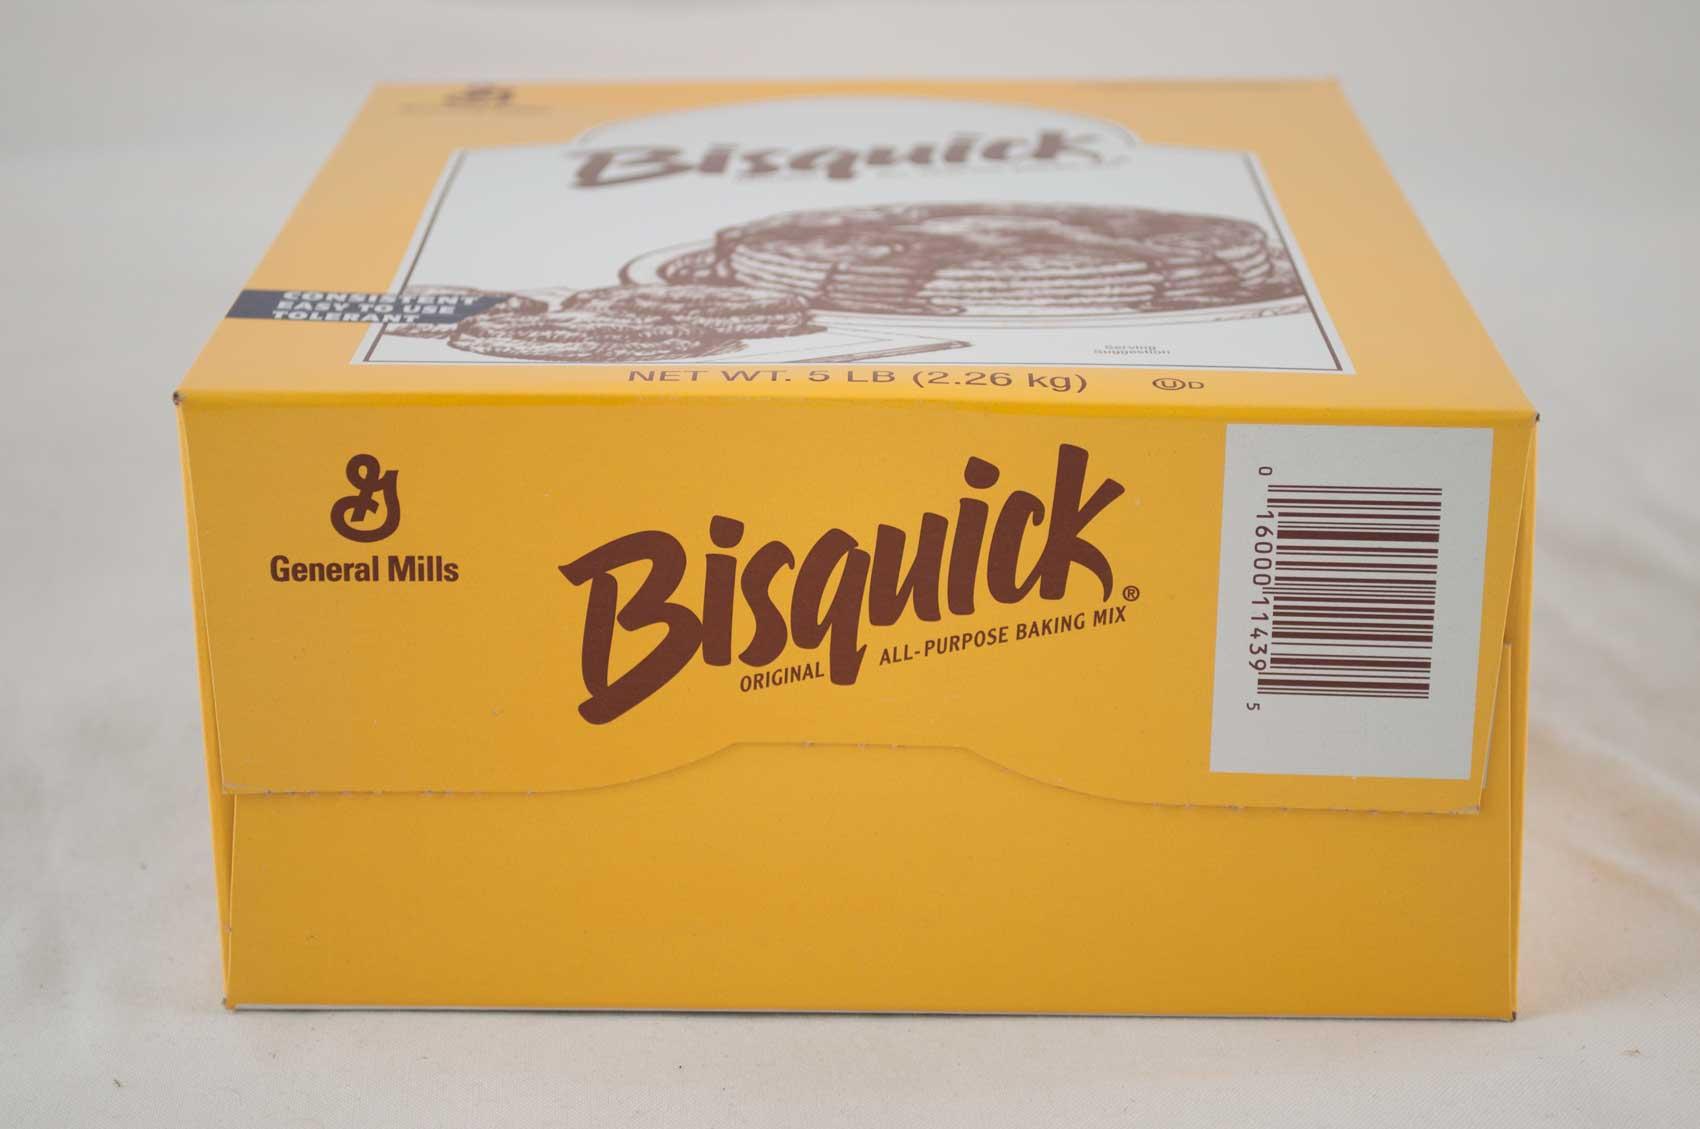 Bisquick
CONSISTENT
EASY TO USE
TOLERANT
Serving
Suggestion
NET WT. 5 LB (2.26 kg)
U D
General Mills
Bisquick®
ORIGINAL ALL-PURPOSE BAKING MIX
0 16000 11439 5